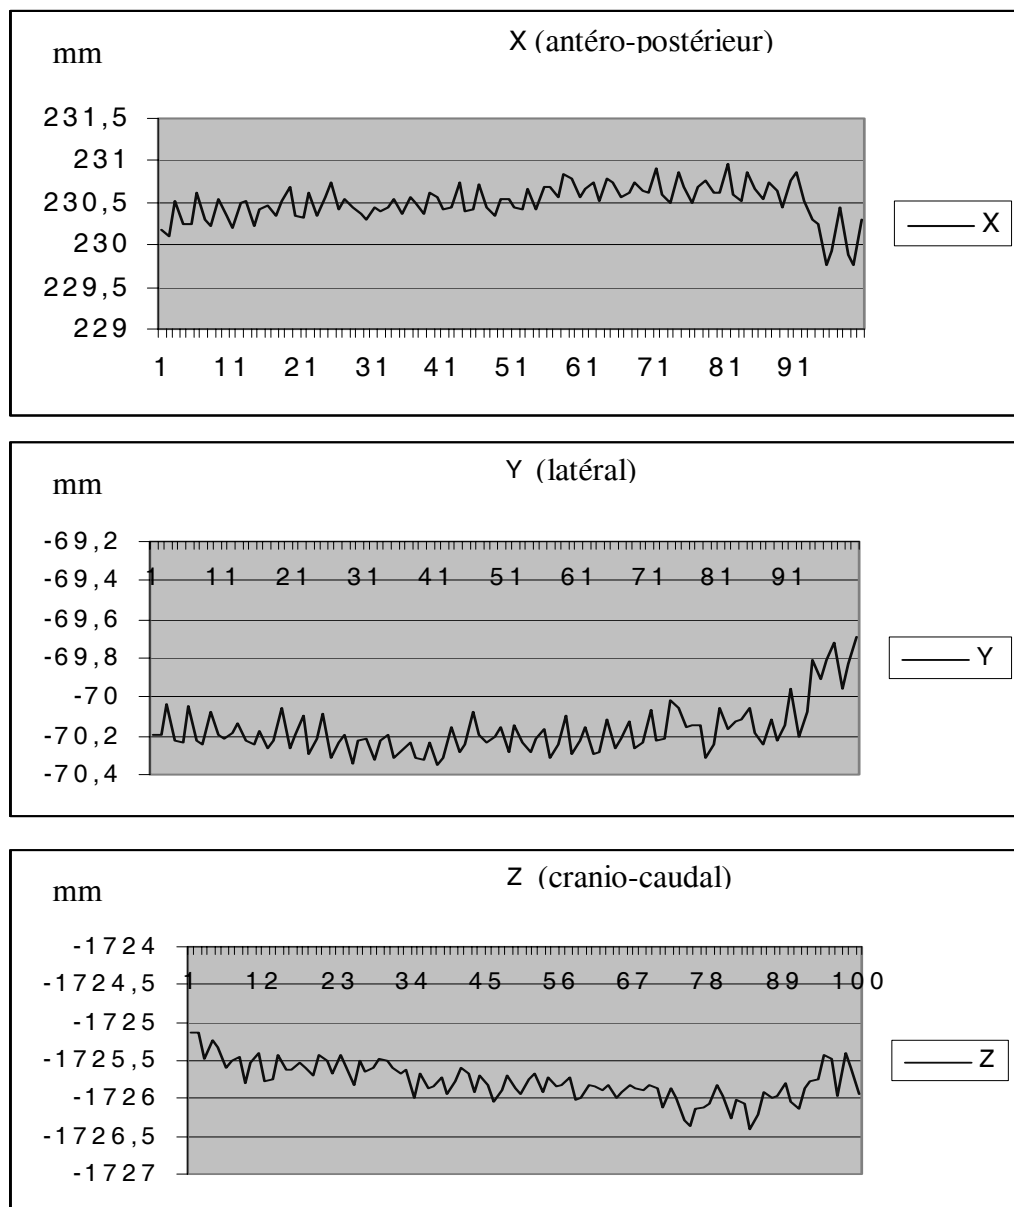 X (antéro-postérieur)
mm
231,5
231
230,5
230
229,5
229
1 11 21 31 41 51 61 71 81 91
X
Y (latéral)
mm
-69,2
-69,4
-69,6
-69,8
-70
-70,2
-70,4
1 11 21 31 41 51 61 71 81 91
Y
Z (cranio-caudal)
mm
-1724
-1724,5
-1725
-1725,5
-1726
-1726,5
-1727
1 12 23 34 45 56 67 78 89 100
Z